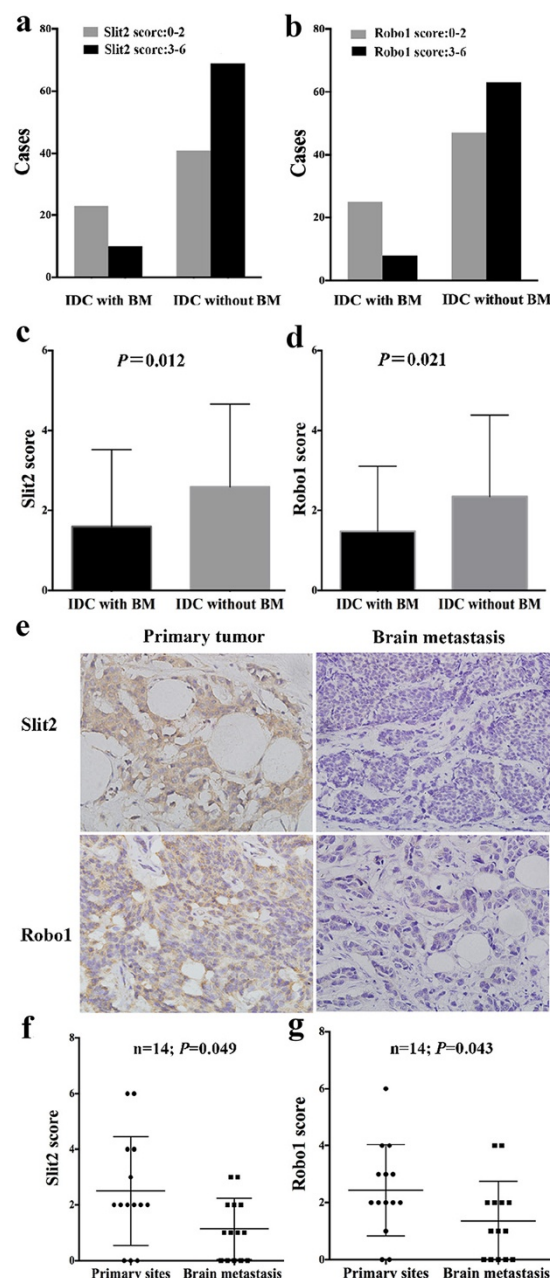 a
Slit2 score:0-2
Slit2 score:3-6
80
60
40
20
0
Cases
IDC with BM
IDC without BM
b
Robo1 score:0-2
Robo1 score:3-6
80
60
40
20
0
Cases
IDC with BM
IDC without BM
c
P=0.012
6
4
2
0
Slit2 score
IDC with BM
IDC without BM
d
P=0.021
6
4
2
0
Robo1 score
IDC with BM
IDC without BM
e
Primary tumor
Brain metastasis
Slit2
Robo1
f
n=14; P=0.049
8
6
4
2
0
Slit2 score
Primary sites
Brain metastasis
g
n=14; P=0.043
8
6
4
2
0
Robo1 score
Primary sites
Brain metastasis